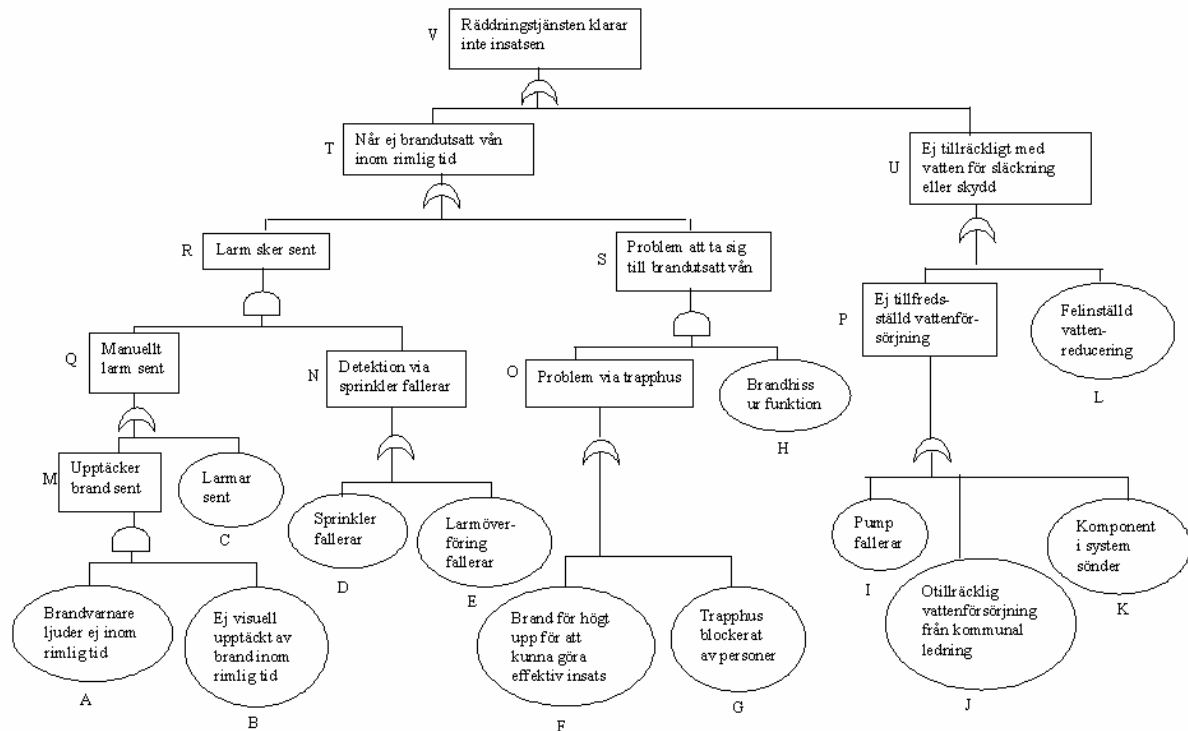 V
Räddningstjänsten klarar
inte insatsen
T
Når ej brandutsatt vån
inom rimlig tid
U
Ej tillräckligt med
vatten för släckning
eller skydd
R
Larm sker sent
S
Problem att ta sig
till brandutsatt vån
Q
Manuellt
larm sent
N
Detektion via
sprinkler fallerar
O
Problem via trapphus
Brandhiss
ur funktion
H
P
Ej tillfreds-
ställd vattenför-
sörjning
Felinställd
vatten-
reducering
L
M
Upptäcker
brand sent
Larmar
sent
C
Sprinkler
fallerar
D
Larmöver-
föring
fallerar
E
Pump
fallerar
I
Komponent
i system
sönder
K
Brandvarnare
ljuder ej inom
rimlig tid
A
Ej visuell
upptäckt av
brand inom
rimlig tid
B
Brand för högt
upp för att
kunna göra
effektiv insats
F
Trapphus
blockerat
av personer
G
Otillräcklig
vattenförsörjning
från kommunal
ledning
J